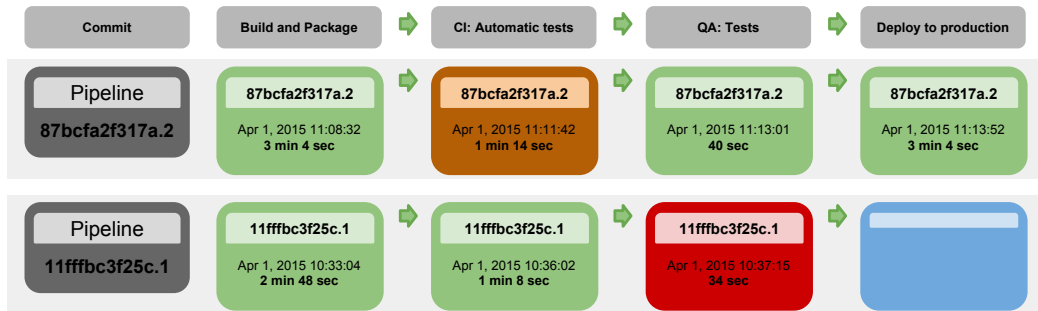 Commit
Build and Package
CI: Automatic tests
QA: Tests
Deploy to production
Pipeline
87bcfa2f317a.2
87bcfa2f317a.2
Apr 1, 2015 11:08:32
3 min 4 sec
87bcfa2f317a.2
Apr 1, 2015 11:11:42
1 min 14 sec
87bcfa2f317a.2
Apr 1, 2015 11:13:01
40 sec
87bcfa2f317a.2
Apr 1, 2015 11:13:52
3 min 4 sec
Pipeline
11fffbc3f25c.1
11fffbc3f25c.1
Apr 1, 2015 10:33:04
2 min 48 sec
11fffbc3f25c.1
Apr 1, 2015 10:36:02
1 min 8 sec
11fffbc3f25c.1
Apr 1, 2015 10:37:15
34 sec